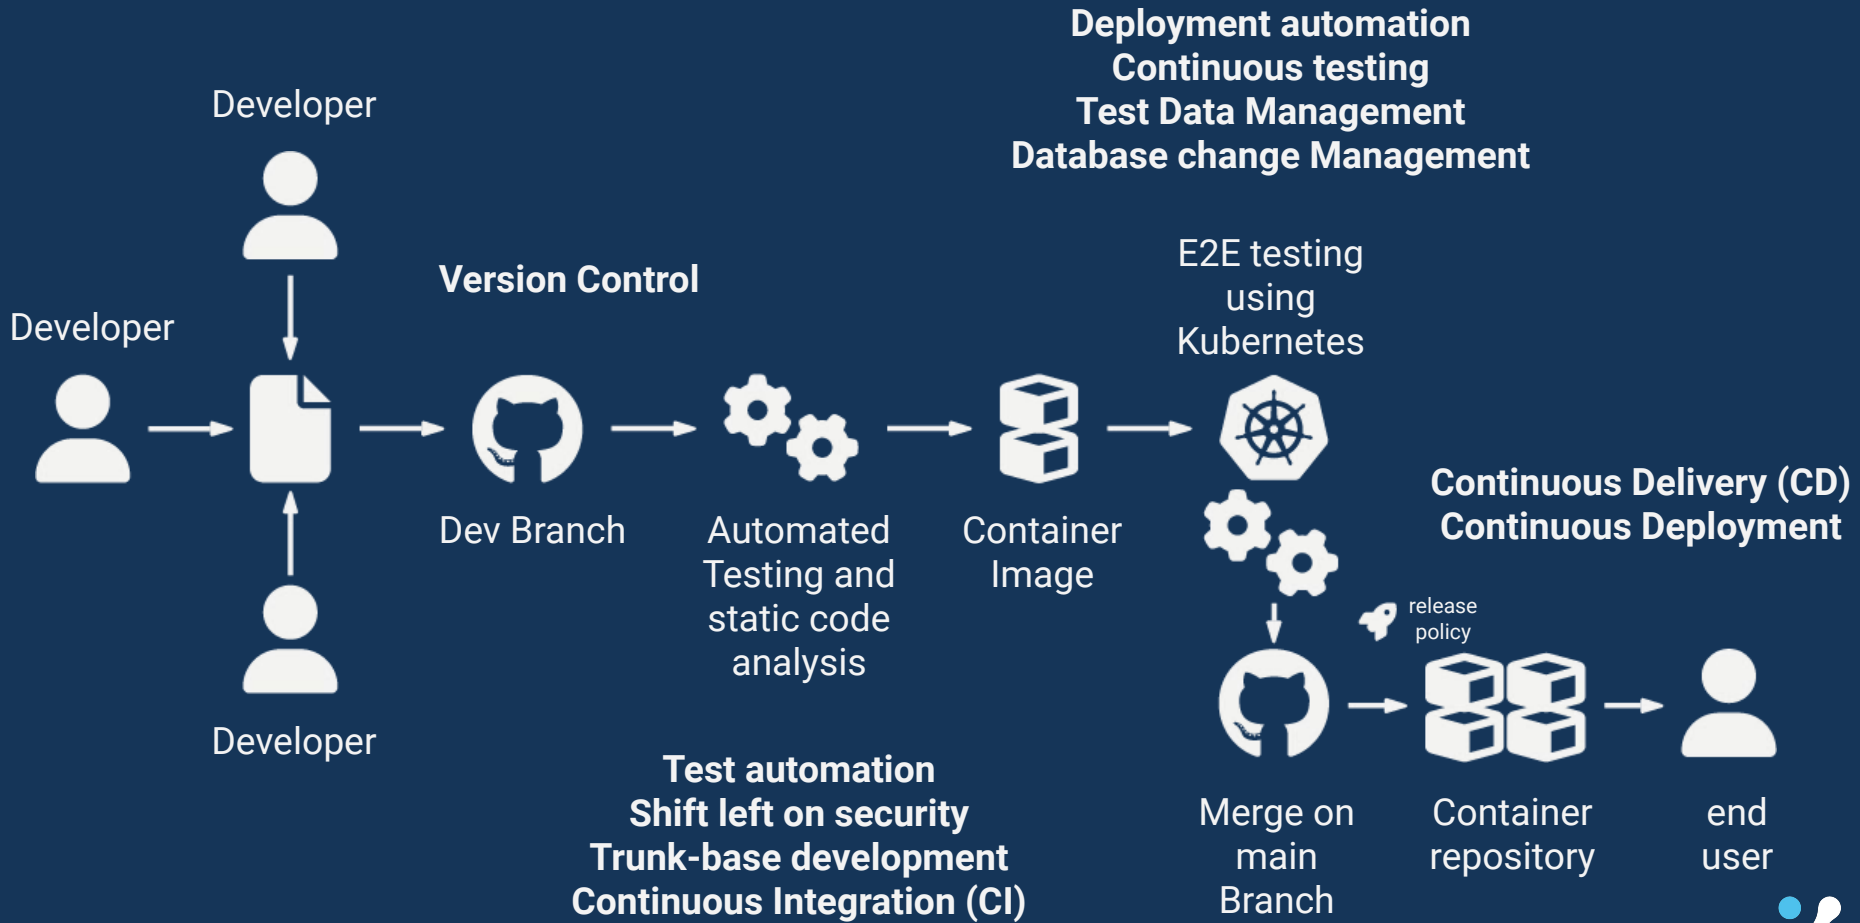 Deployment automation
Continuous testing
Test Data Management
Database change Management
Developer
Version Control
E2E testing
using
Kubernetes
Developer
Dev Branch
Automated
Testing and
static code
analysis
Container
Image
Continuous Delivery (CD)
Continuous Deployment
release
policy
Developer
Test automation
Shift left on security
Trunk-base development
Continuous Integration (CI)
Merge on
main
Branch
Container
repository
end
user